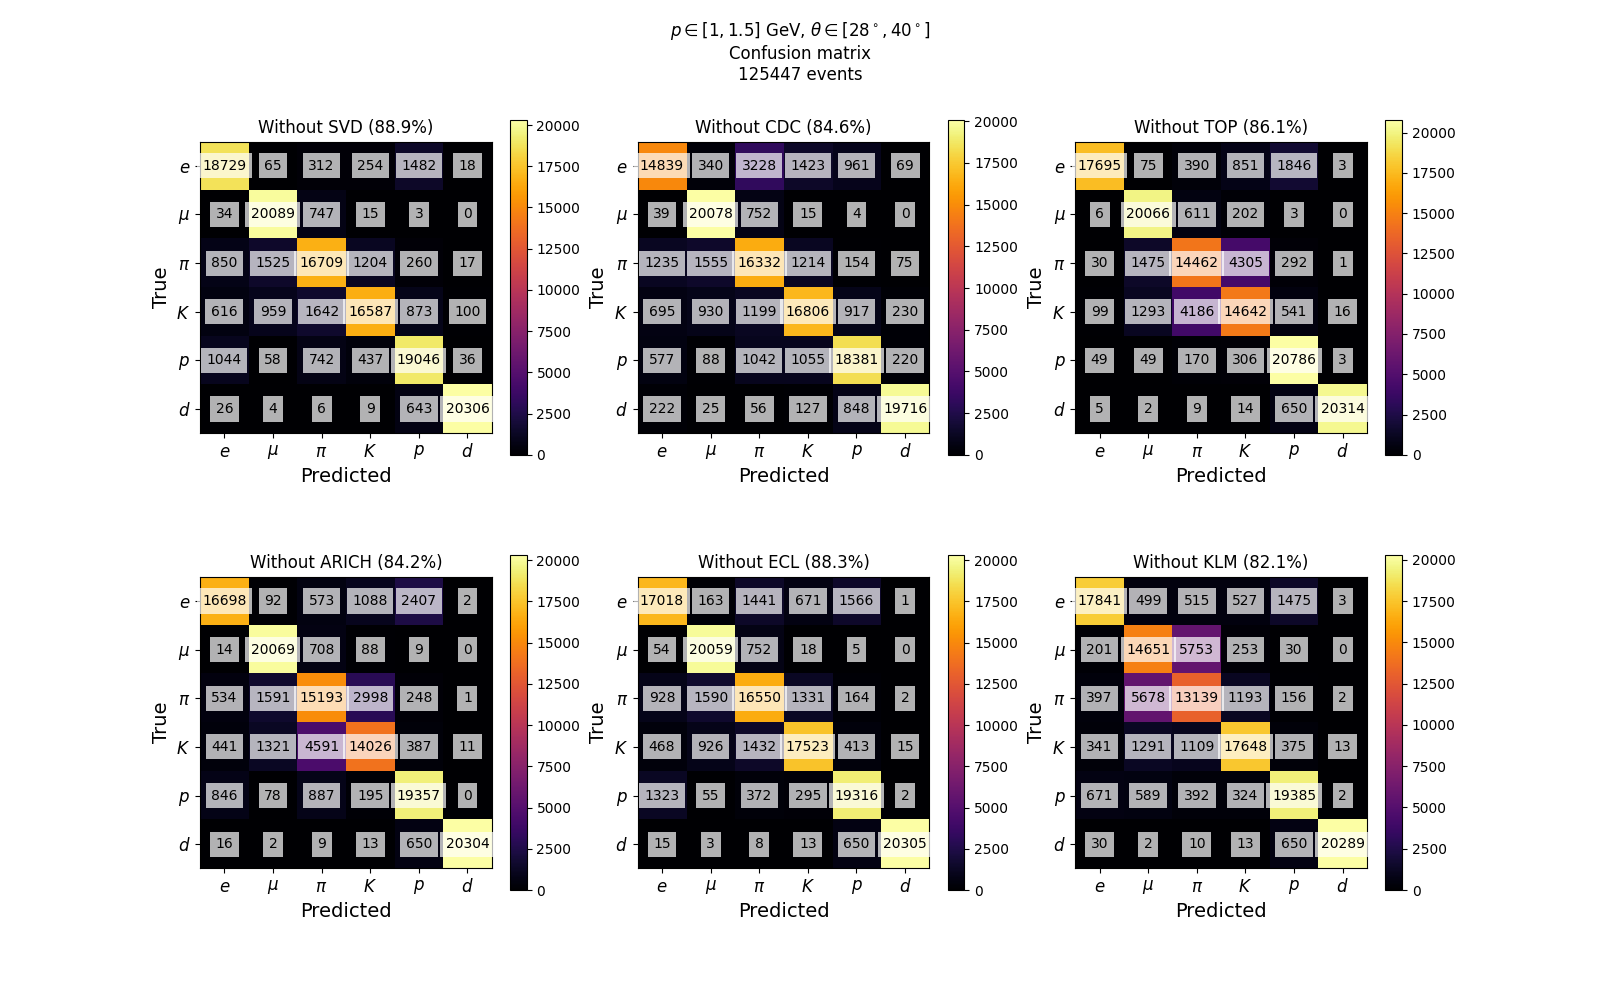 p ∈ [1, 1.5] GeV, θ ∈ [28°, 40°]
Confusion matrix
125447 events
Without SVD (88.9%)
True
e 18729 65 312 254 1482 18
μ 34 20089 747 15 3 0
π 850 1525 16709 1204 260 17
K 616 959 1642 16587 873 100
p 1044 58 742 437 19046 36
d 26 4 6 9 643 20306
e μ π K p d
Predicted
20000
17500
15000
12500
10000
7500
5000
2500
0
Without CDC (84.6%)
True
e 14839 340 3228 1423 961 69
μ 39 20078 752 15 4 0
π 1235 1555 16332 1214 154 75
K 695 930 1199 16806 917 230
p 577 88 1042 1055 18381 220
d 222 25 56 127 848 19716
e μ π K p d
Predicted
20000
17500
15000
12500
10000
7500
5000
2500
0
Without TOP (86.1%)
True
e 17695 75 390 851 1846 3
μ 6 20066 611 202 3 0
π 30 1475 14462 4305 292 1
K 99 1293 4186 14642 541 16
p 49 49 170 306 20786 3
d 5 2 9 14 650 20314
e μ π K p d
Predicted
20000
17500
15000
12500
10000
7500
5000
2500
0
Without ARICH (84.2%)
True
e 16698 92 573 1088 2407 2
μ 14 20069 708 88 9 0
π 534 1591 15193 2998 248 1
K 441 1321 4591 14026 387 11
p 846 78 887 195 19357 0
d 16 2 9 13 650 20304
e μ π K p d
Predicted
20000
17500
15000
12500
10000
7500
5000
2500
0
Without ECL (88.3%)
True
e 17018 163 1441 671 1566 1
μ 54 20059 752 18 5 0
π 928 1590 16550 1331 164 2
K 468 926 1432 17523 413 15
p 1323 55 372 295 19316 2
d 15 3 8 13 650 20305
e μ π K p d
Predicted
20000
17500
15000
12500
10000
7500
5000
2500
0
Without KLM (82.1%)
True
e 17841 499 515 527 1475 3
μ 201 14651 5753 253 30 0
π 397 5678 13139 1193 156 2
K 341 1291 1109 17648 375 13
p 671 589 392 324 19385 2
d 30 2 10 13 650 20289
e μ π K p d
Predicted
20000
17500
15000
12500
10000
7500
5000
2500
0